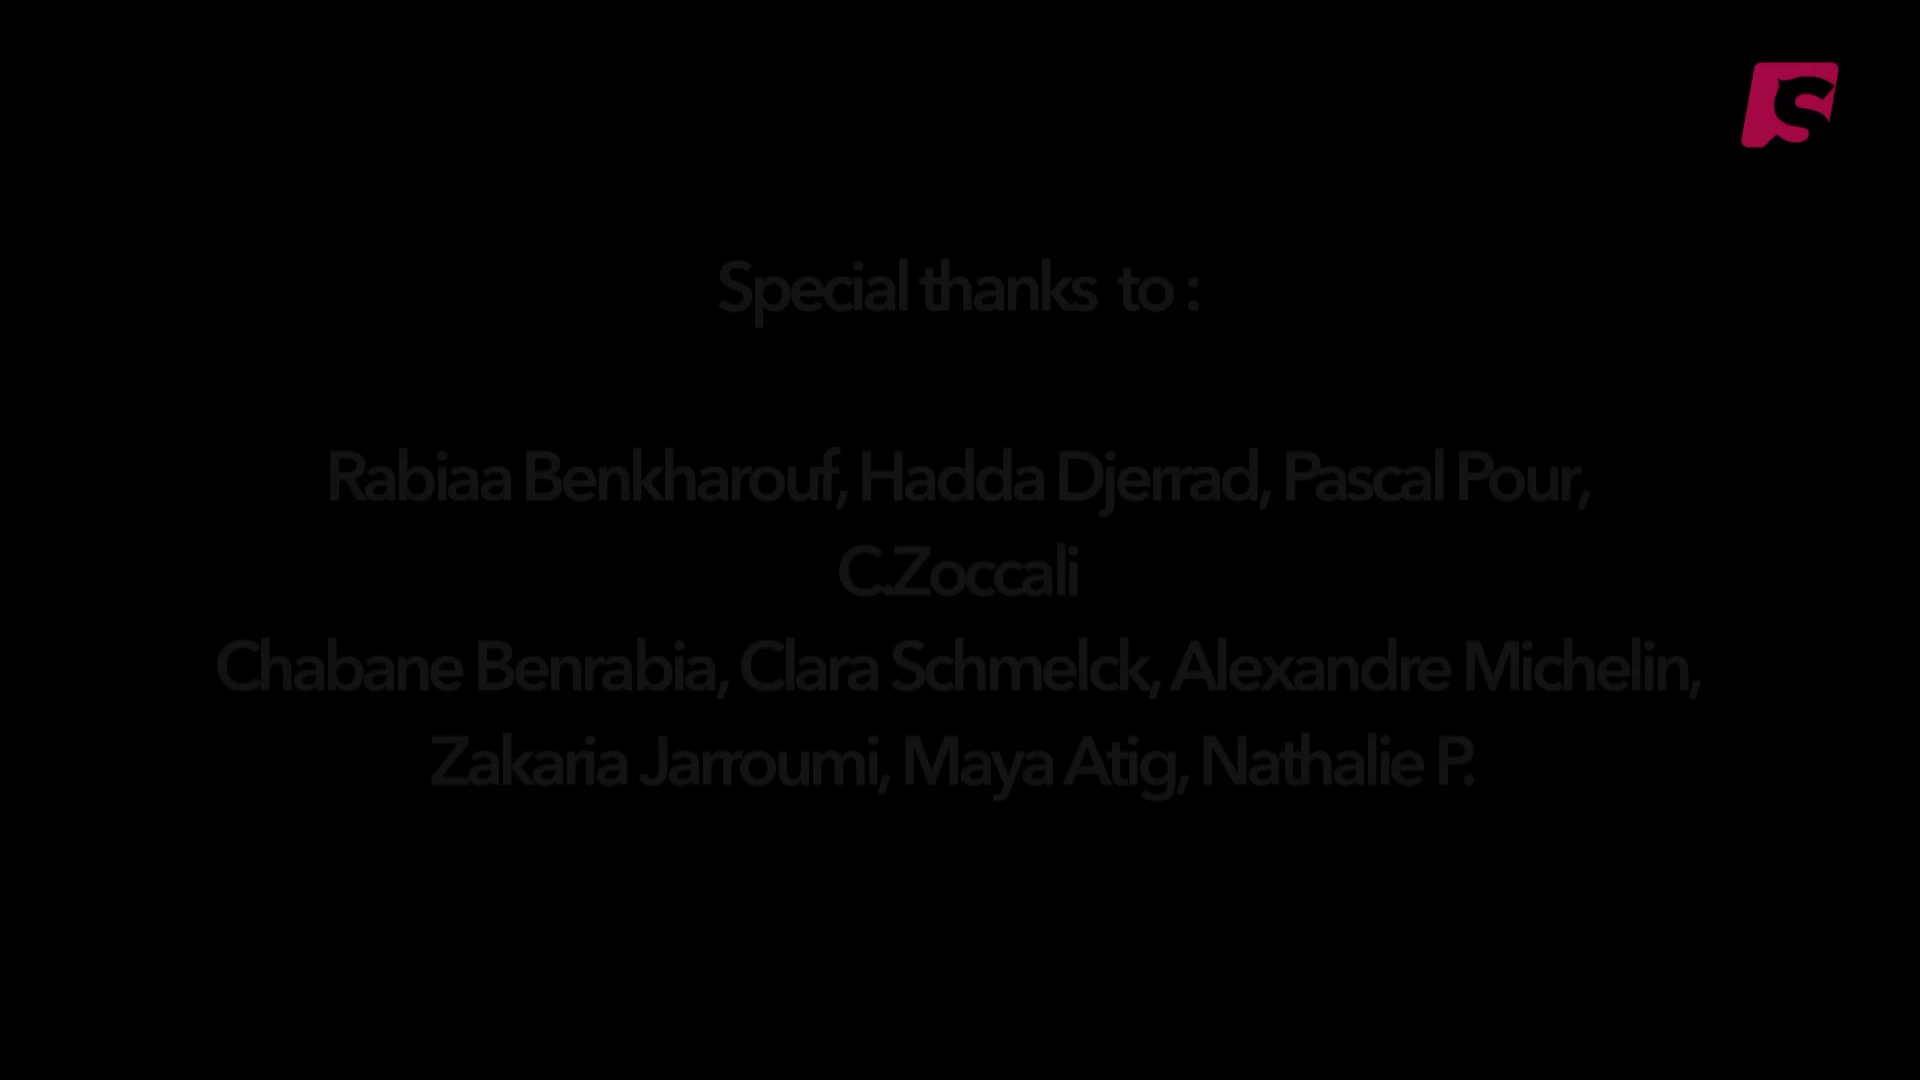 S
Special thanks to :
Rabiaa Benkharouf, Hadda Djerrad, Pascal Pour,
C.Zoccali
Chabane Benrabia, Clara Schmelck, Alexandre Michelin,
Zakaria Jarroumi, Maya Atig, Nathalie P.